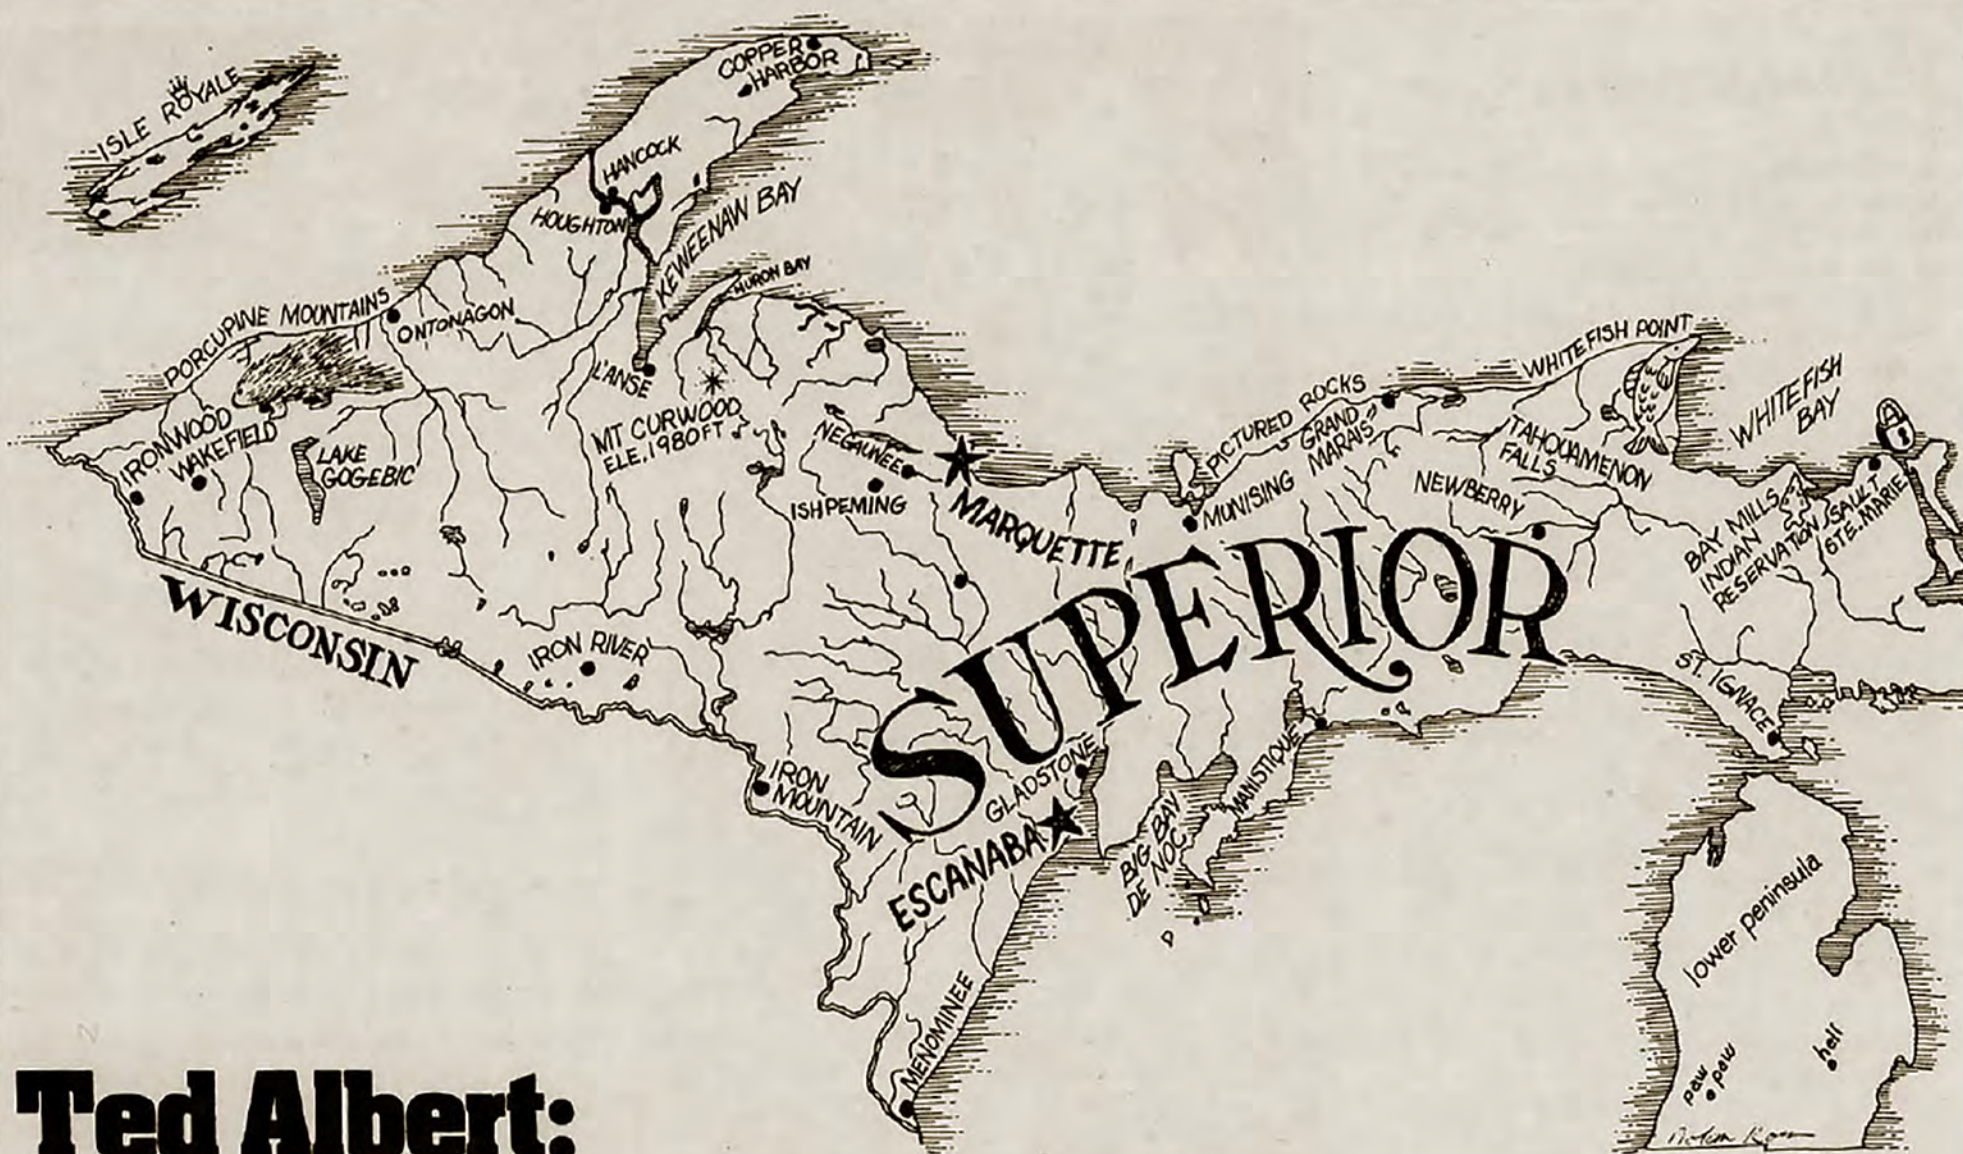 ISLE ROYALE
COPPER
HARBOR
HANCOCK
HOUGHTON
KEWEENAW BAY
HURON BAY
PORCUPINE MOUNTAINS
ONTONAGON
L'ANSE
MT CURWOOD
ELE. 1980 FT
IRONWOOD
WAKEFIELD
LAKE
GOGEBIC
NEGAUNEE
ISHPEMING
MARQUETTE
PICTURED ROCKS
GRAND
MARAIS
MUNISING
WHITEFISH POINT
WHITEFISH
BAY
TAHQUAMENON
FALLS
NEWBERRY
BAY MILLS
INDIAN
RESERVATION
SAULT
STE. MARIE
WISCONSIN
IRON RIVER
SUPERIOR
ST. IGNACE
IRON
MOUNTAIN
GLADSTONE
ESCANABA
BIG BAY
DE NOC
MANISTIQUE
MENOMINEE
lower peninsula
hell
paw
paw
Ted Albert: